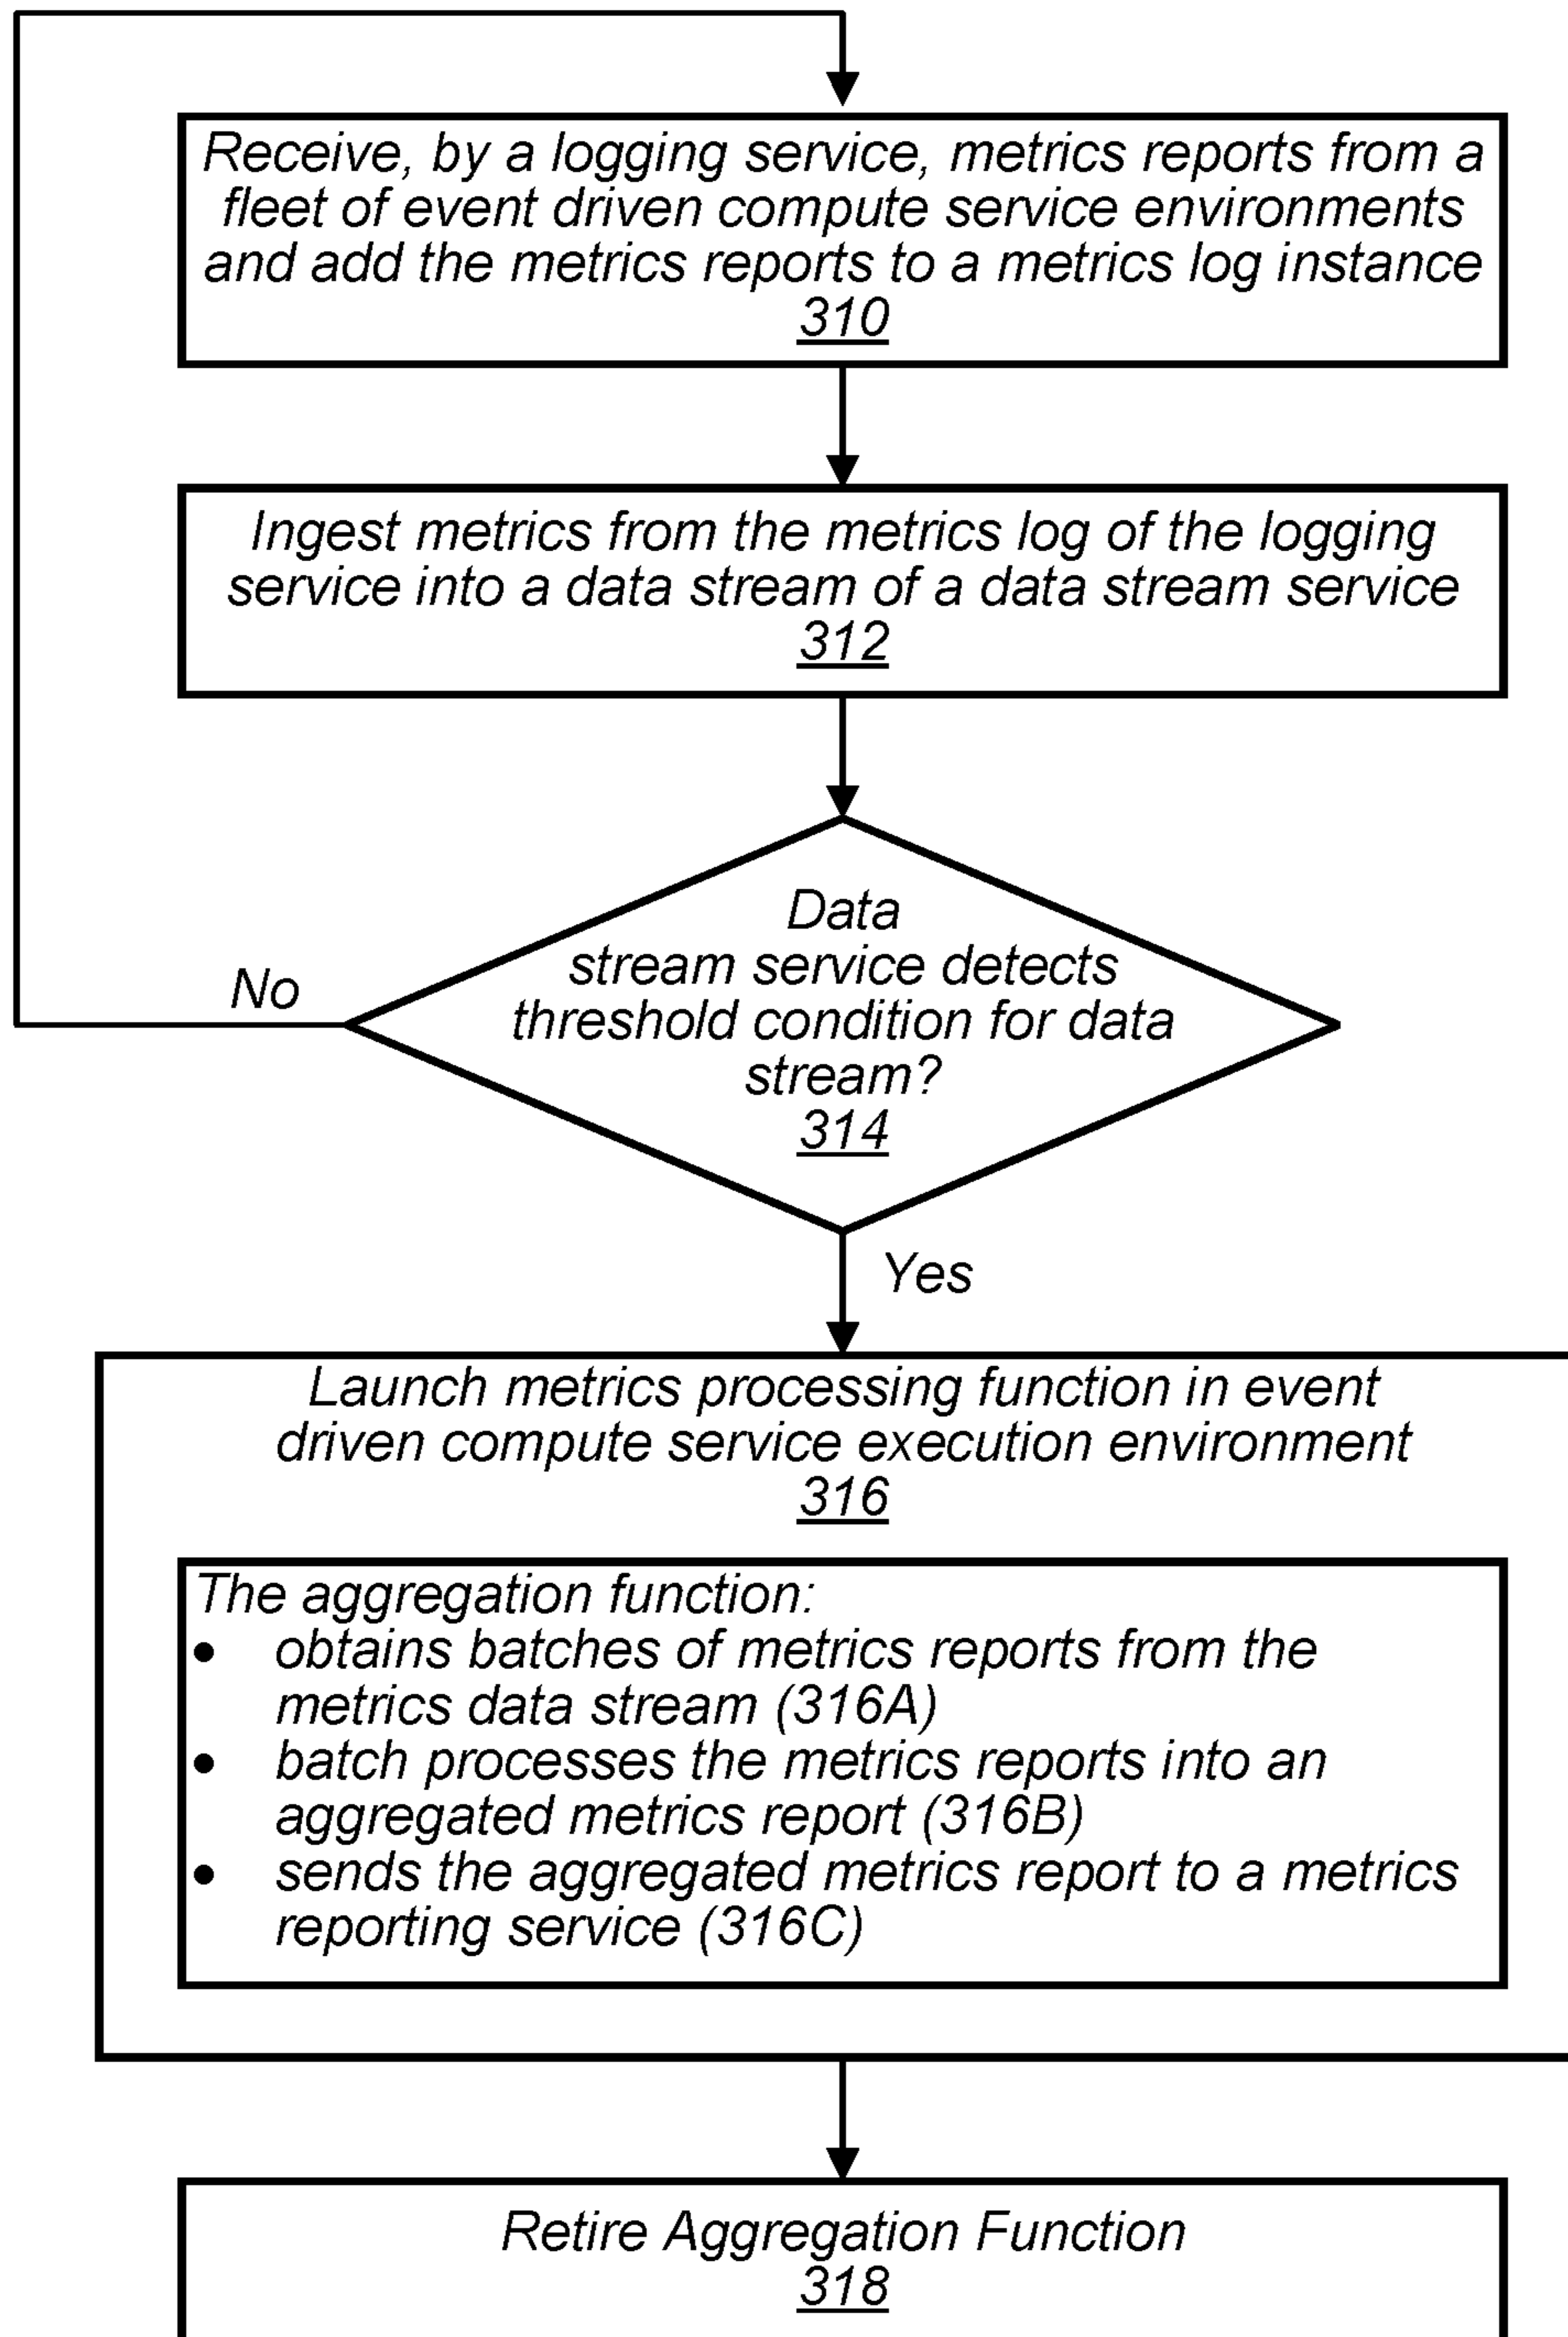 Receive, by a logging service, metrics reports from a
fleet of event driven compute service environments
and add the metrics reports to a metrics log instance
310
Ingest metrics from the metrics log of the logging
service into a data stream of a data stream service
312
Data
stream service detects
threshold condition for data
stream?
314
No
Yes
Launch metrics processing function in event
driven compute service execution environment
316
The aggregation function:
• obtains batches of metrics reports from the
metrics data stream (316A)
• batch processes the metrics reports into an
aggregated metrics report (316B)
• sends the aggregated metrics report to a metrics
reporting service (316C)
Retire Aggregation Function
318